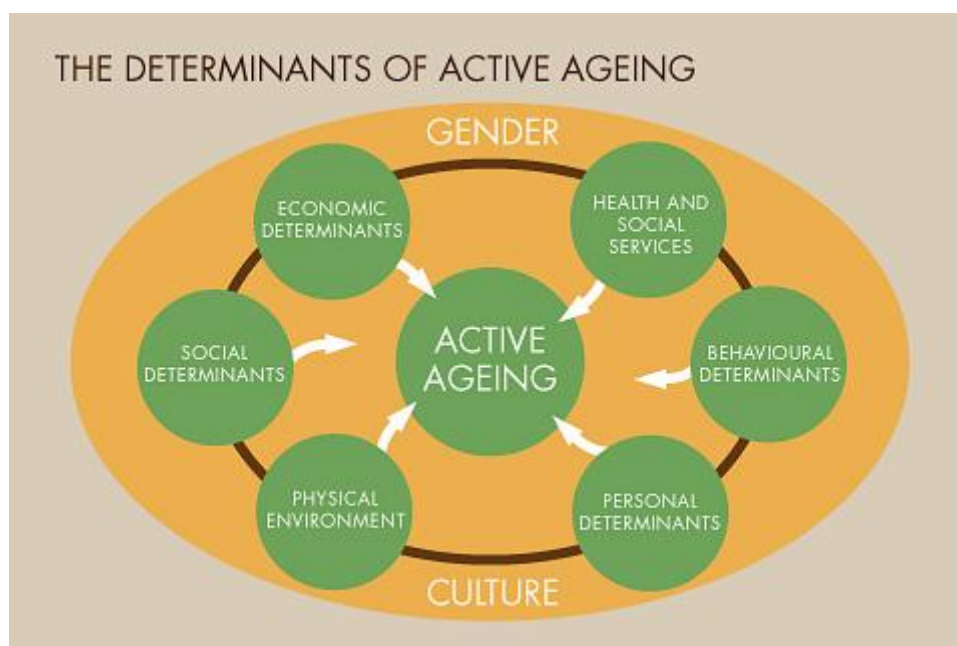 THE DETERMINANTS OF ACTIVE AGEING
GENDER
ECONOMIC
DETERMINANTS
HEALTH AND
SOCIAL
SERVICES
SOCIAL
DETERMINANTS
ACTIVE
AGEING
BEHAVIOURAL
DETERMINANTS
PHYSICAL
ENVIRONMENT
PERSONAL
DETERMINANTS
CULTURE